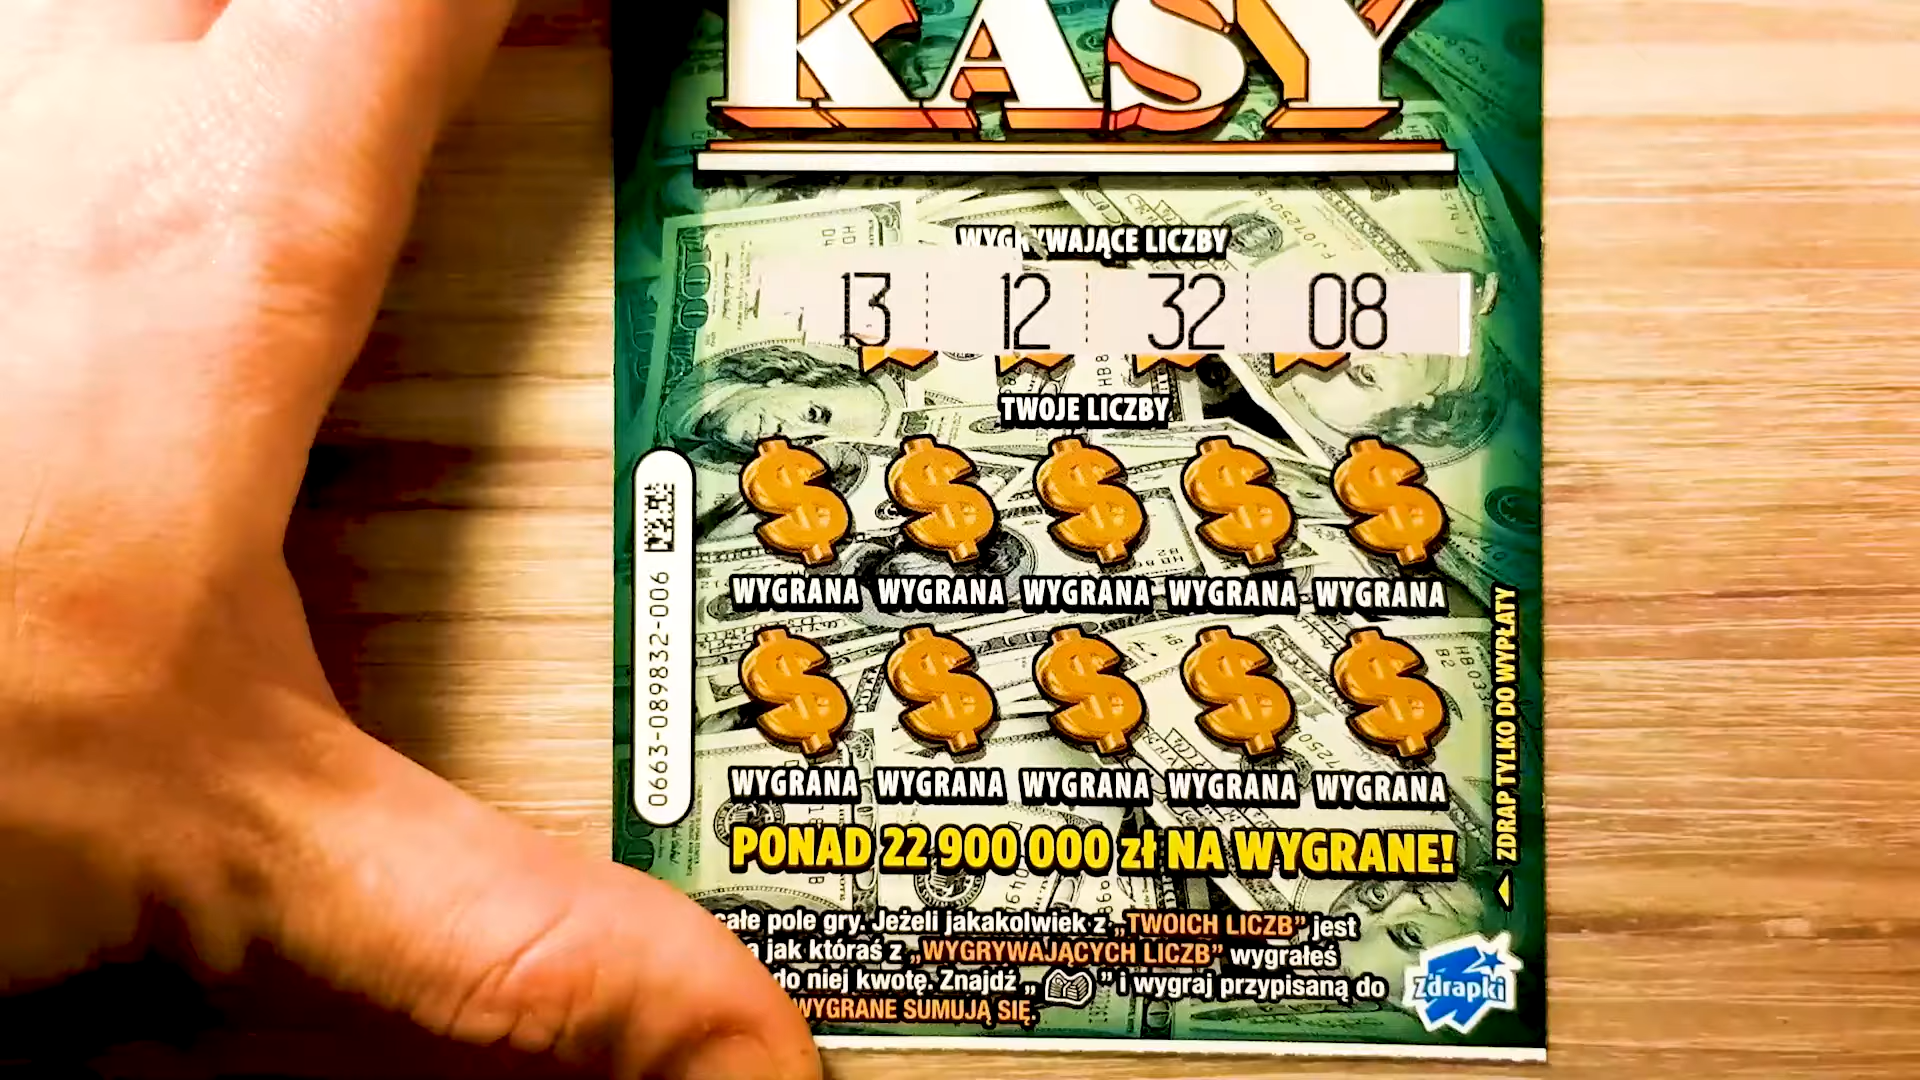 KASY
WYGRYWAJĄCE LICZBY
13 12 32 08
TWOJE LICZBY
WYGRANA WYGRANA WYGRANA WYGRANA WYGRANA
WYGRANA WYGRANA WYGRANA WYGRANA WYGRANA
0663-089832-006
ZDRAP TYLKO DO WYPŁATY
PONAD 22 900 000 zł NA WYGRANE!
całe pole gry. Jeżeli jakakolwiek z „TWOICH LICZB” jest
jak któraś z „WYGRYWAJĄCYCH LICZB” wygrałeś
do niej kwotę. Znajdź „ ” i wygraj przypisaną do
WYGRANE SUMUJĄ SIĘ.
Zdrapki